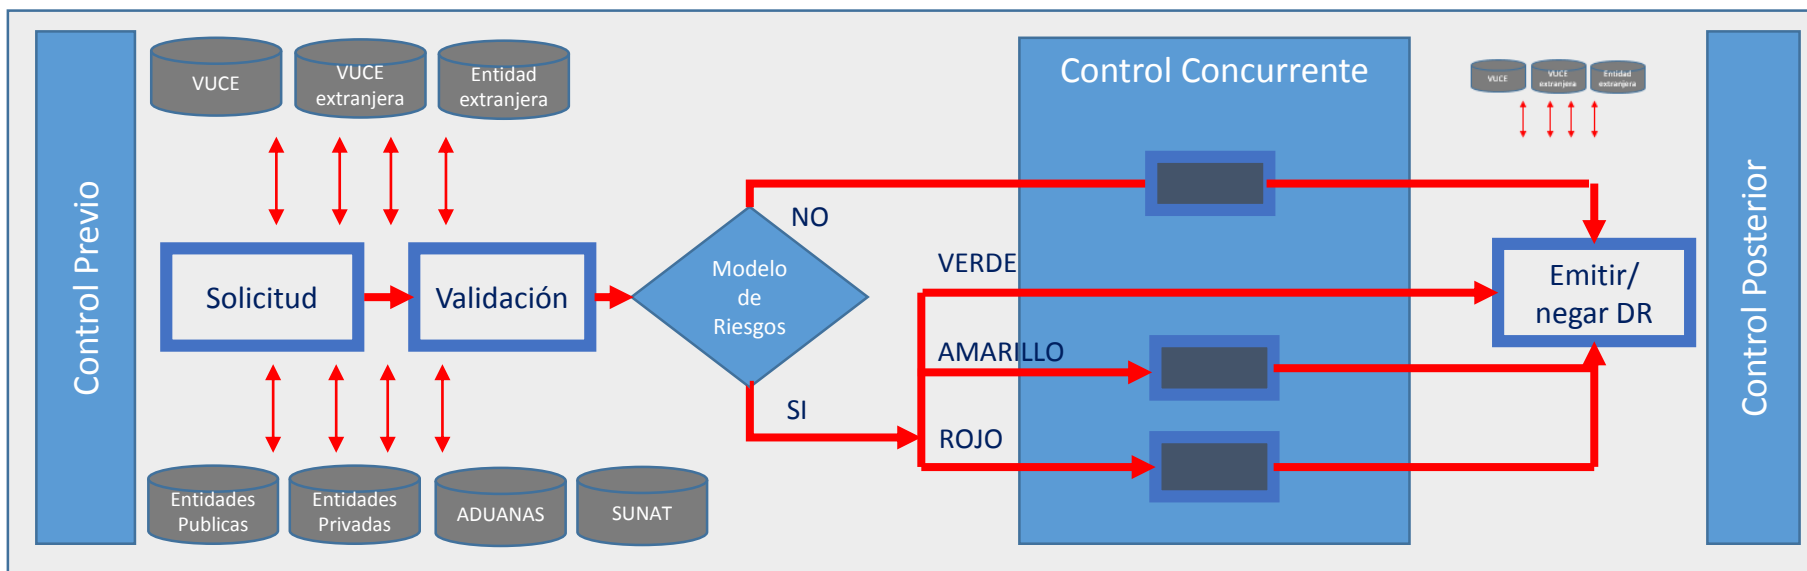 Control Previo
VUCE
VUCE
extranjera
Entidad
extranjera
Solicitud
Validación
Entidades
Publicas
Entidades
Privadas
ADUANAS
SUNAT
Modelo
de
Riesgos
NO
SI
VERDE
AMARILLO
ROJO
Control Concurrente
VUCE
VUCE
extranjera
Entidad
extranjera
Emitir/
negar DR
Control Posterior